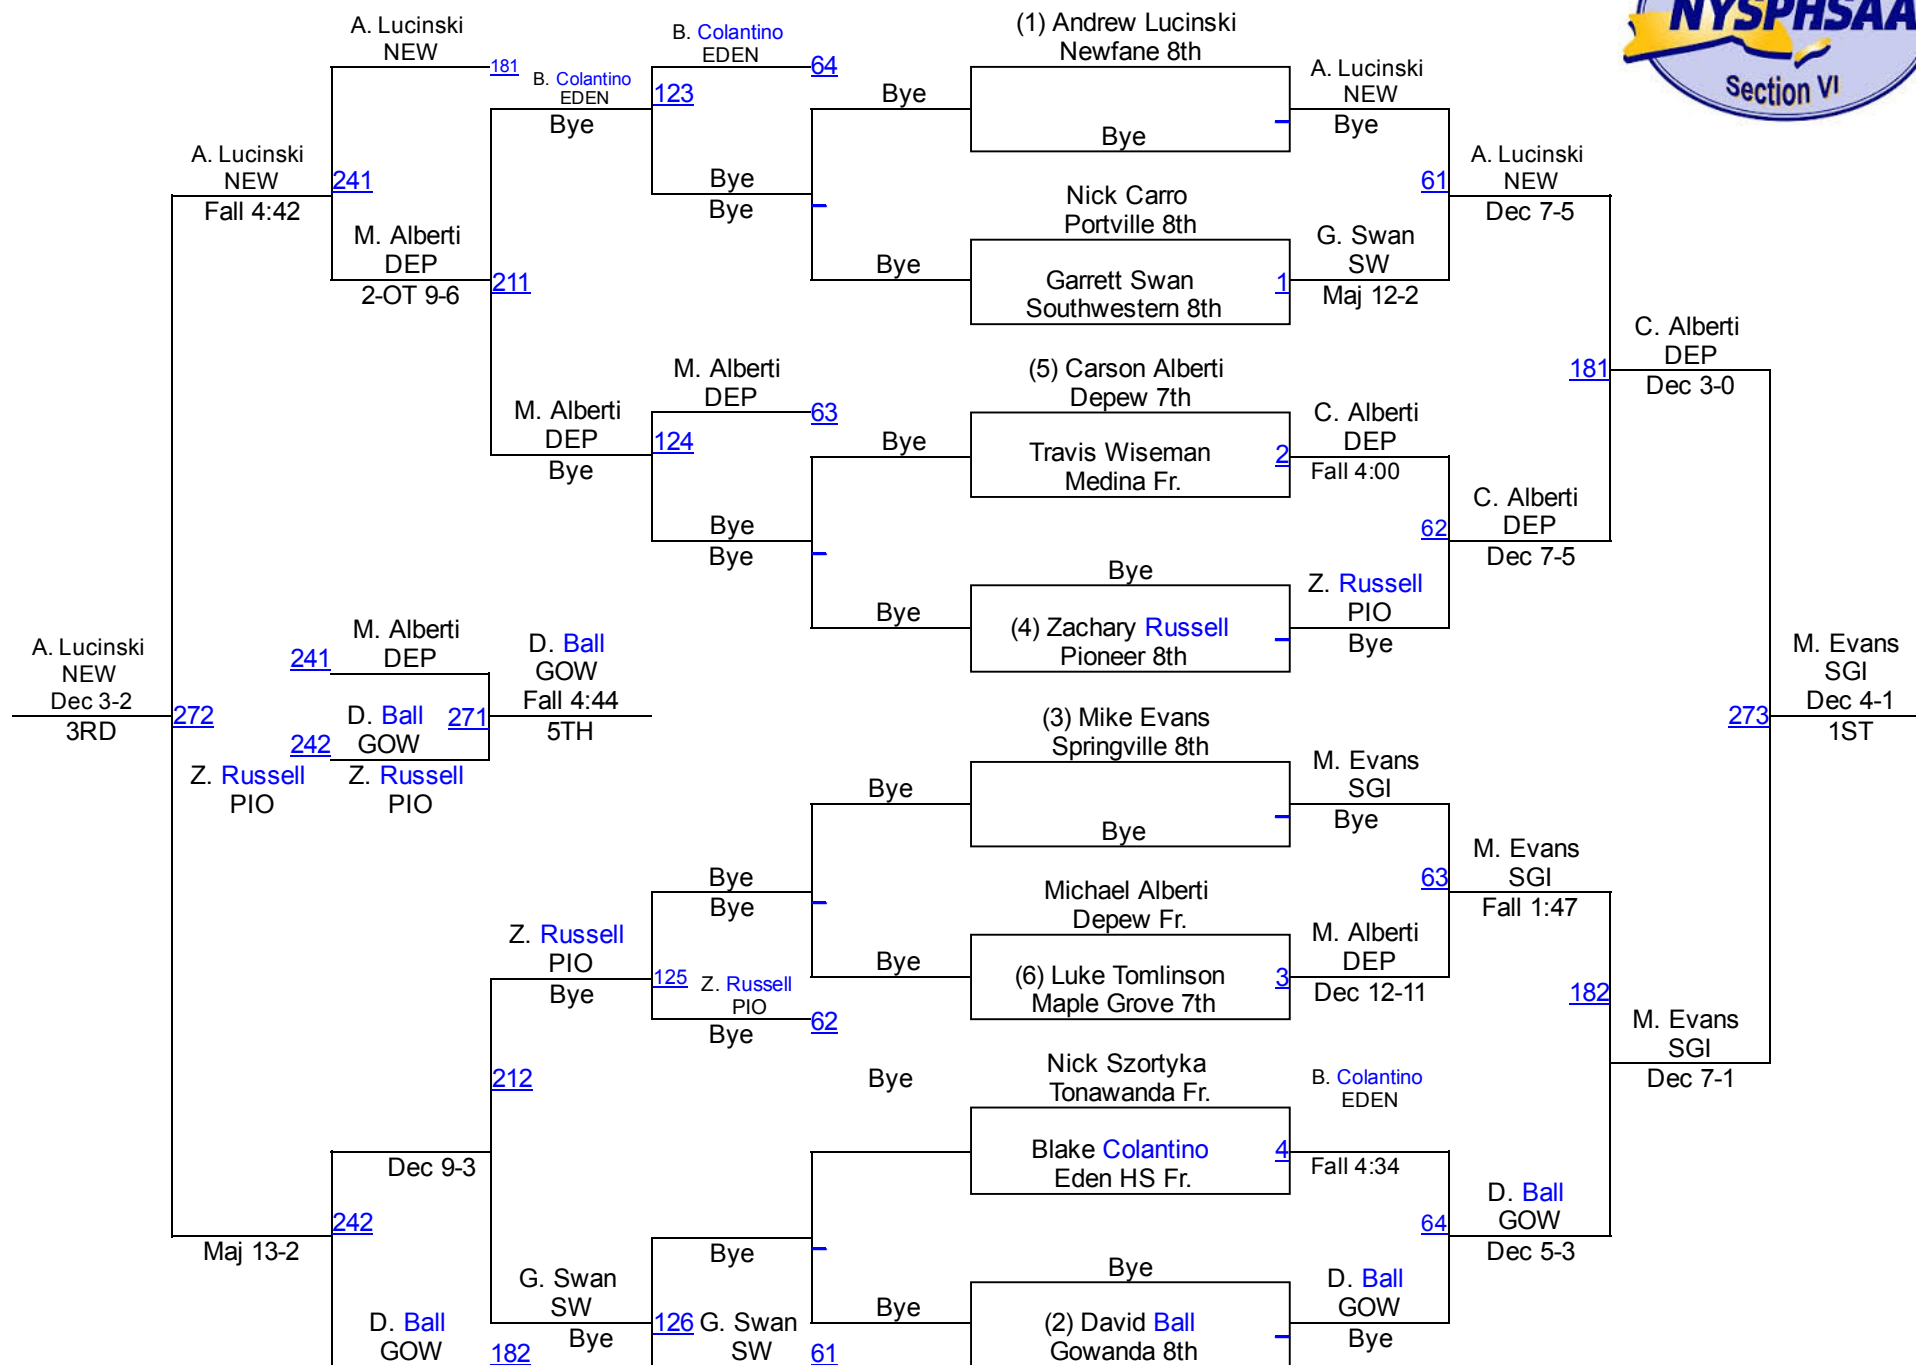 NYSPHSAA
Section VI
A. Lucinski
NEW
181
B. Colantino
EDEN
Bye
B. Colantino
EDEN
64
123
Bye
Bye
Bye
Bye
(1) Andrew Lucinski
Newfane 8th
Bye
A. Lucinski
NEW
Bye
A. Lucinski
NEW
Fall 4:42
241
M. Alberti
DEP
2-OT 9-6
211
Nick Carro
Portville 8th
Garrett Swan
Southwestern 8th
1
G. Swan
SW
Maj 12-2
61
A. Lucinski
NEW
Dec 7-5
M. Alberti
DEP
Bye
M. Alberti
DEP
63
124
Bye
Bye
Bye
Bye
(5) Carson Alberti
Depew 7th
Travis Wiseman
Medina Fr.
2
C. Alberti
DEP
Fall 4:00
181
C. Alberti
DEP
Dec 3-0
62
C. Alberti
DEP
Dec 7-5
Bye
(4) Zachary Russell
Pioneer 8th
Z. Russell
PIO
Bye
A. Lucinski
NEW
Dec 3-2
3RD
272
241
M. Alberti
DEP
D. Ball
GOW
Fall 4:44
5TH
242
D. Ball
GOW
271
Z. Russell
PIO
Z. Russell
PIO
M. Evans
SGI
Dec 4-1
1ST
273
(3) Mike Evans
Springville 8th
Bye
Bye
M. Evans
SGI
Bye
Bye
Bye
Bye
Michael Alberti
Depew Fr.
(6) Luke Tomlinson
Maple Grove 7th
3
M. Alberti
DEP
Dec 12-11
63
M. Evans
SGI
Fall 1:47
Z. Russell
PIO
Bye
125
Z. Russell
PIO
Bye
62
182
M. Evans
SGI
Dec 7-1
212
Bye
Nick Szortyka
Tonawanda Fr.
Blake Colantino
Eden HS Fr.
4
B. Colantino
EDEN
Fall 4:34
Dec 9-3
242
Maj 13-2
64
D. Ball
GOW
Dec 5-3
Bye
Bye
Bye
(2) David Ball
Gowanda 8th
D. Ball
GOW
Bye
G. Swan
SW
Bye
126
G. Swan
SW
61
D. Ball
GOW
182